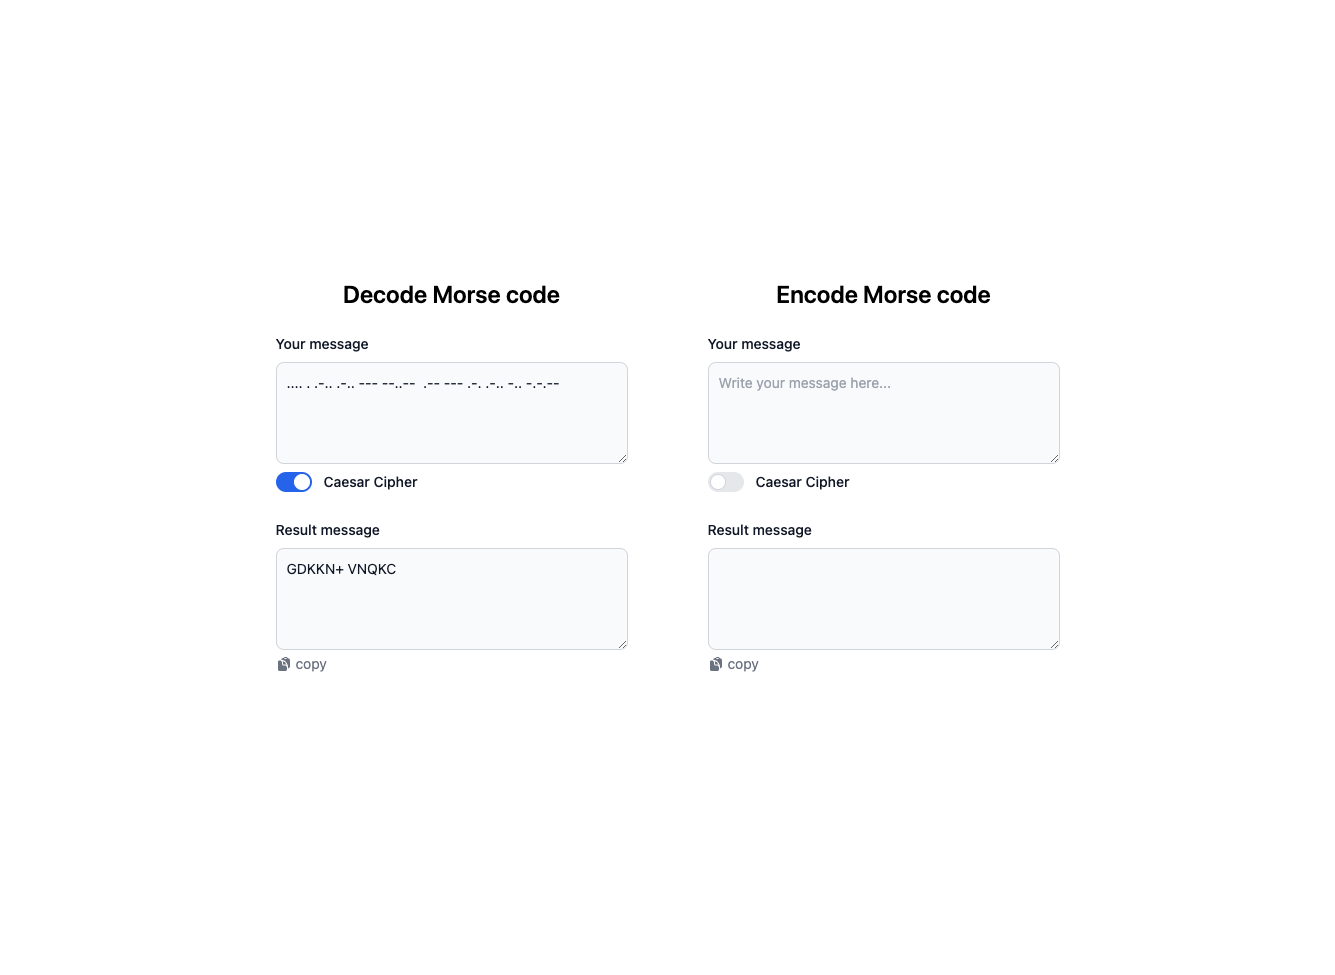 Decode Morse code
Your message
.... . .-.. .-.. --- --..--  .-- --- .-. .-.. -.. -.-.--
Caesar Cipher
Result message
GDKKN+ VNQKC
copy
Encode Morse code
Your message
Write your message here...
Caesar Cipher
Result message
copy